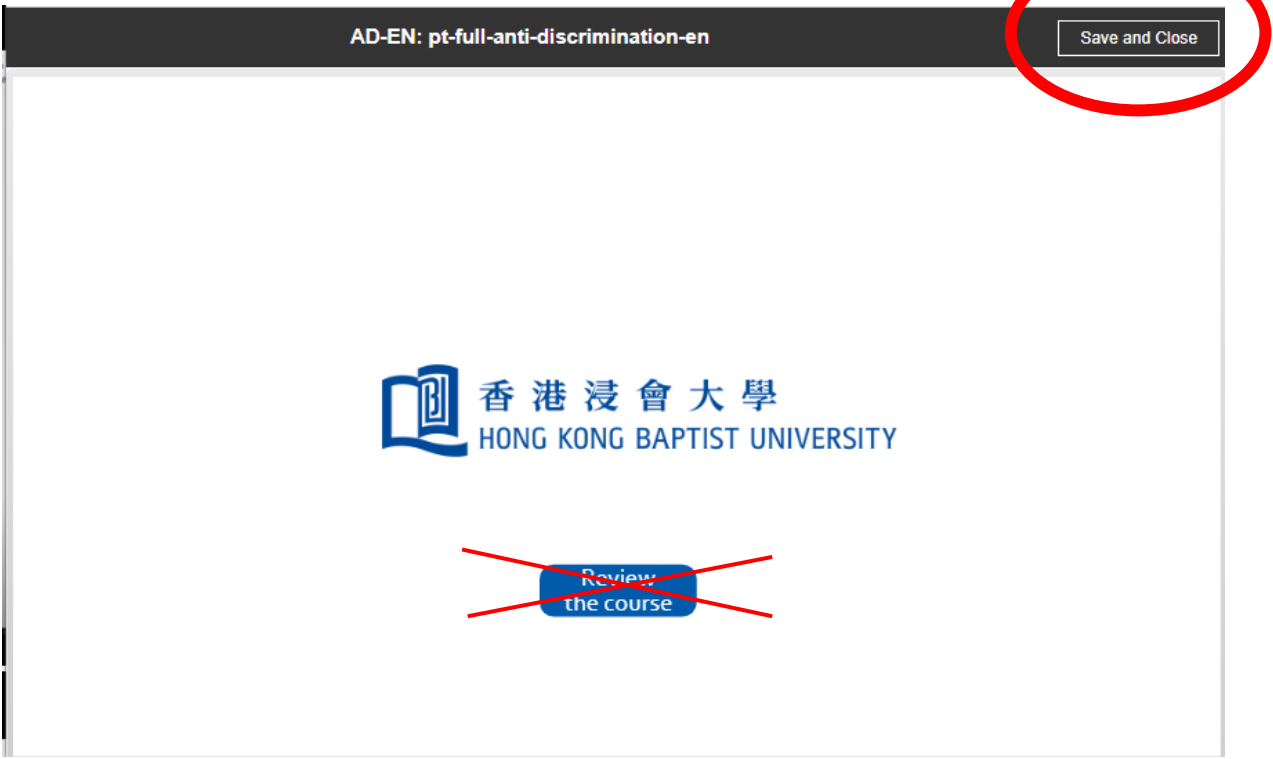 AD-EN: pt-full-anti-discrimination-en
Save and Close
香港浸會大學
HONG KONG BAPTIST UNIVERSITY
Review
the course